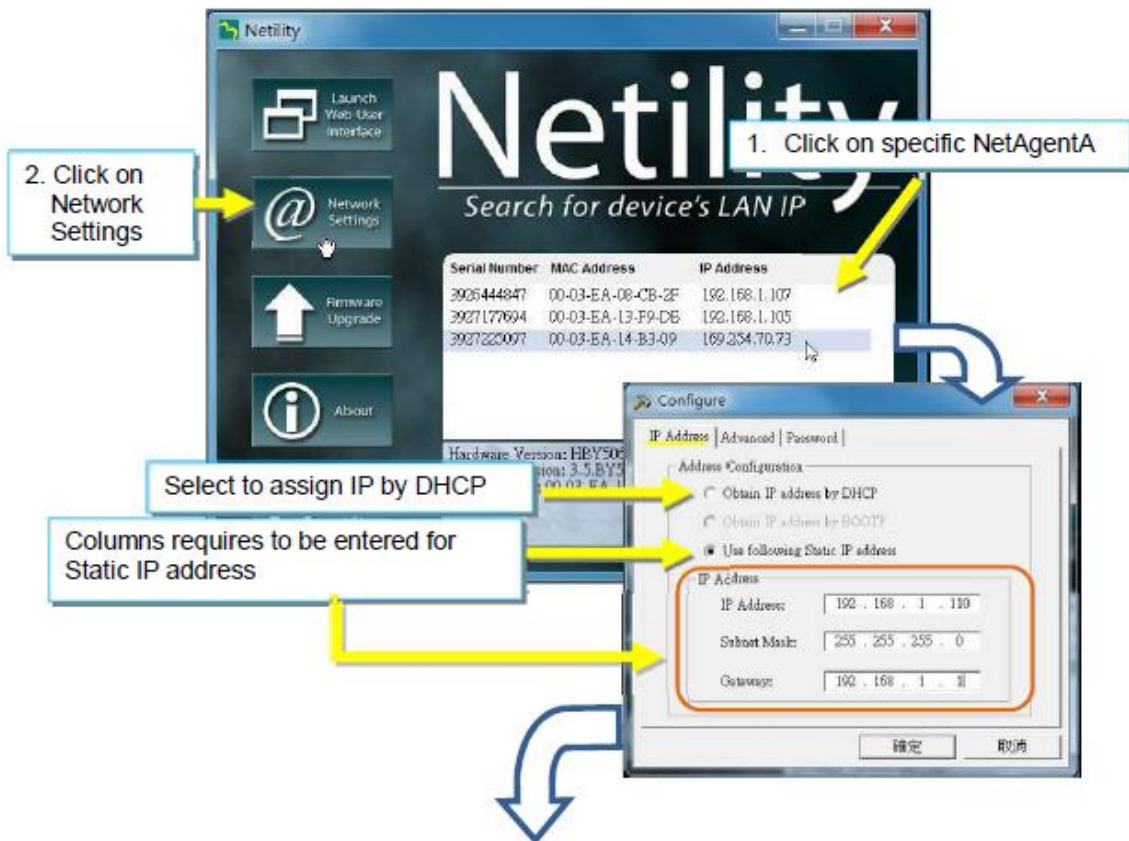 Netility
Launch
Web User
Interface
Netility
1. Click on specific NetAgentA
2. Click on
Network
Settings
@ Network
Settings
Search for device's LAN IP
Serial Number MAC Address IP Address
3926444847 00-03-EA-08-CB-2F 192.168.1.107
3927177694 00-03-EA-13-F9-DE 192.168.1.105
3927225097 00-03-EA-14-B3-09 169.254.70.73
Firmware
Upgrade
About
Configure
IP Address Advanced Password
Hardware Version: HBY506
Address Configuration
Select to assign IP by DHCP
Obtain IP address by DHCP
Obtain IP address by BOOTP
Columns requires to be entered for
Static IP address
Use following Static IP address
IP Address
IP Address: 192 . 168 . 1 . 110
Subnet Mask: 255 . 255 . 255 . 0
Gateway: 192 . 168 . 1 . 1
確定 取消